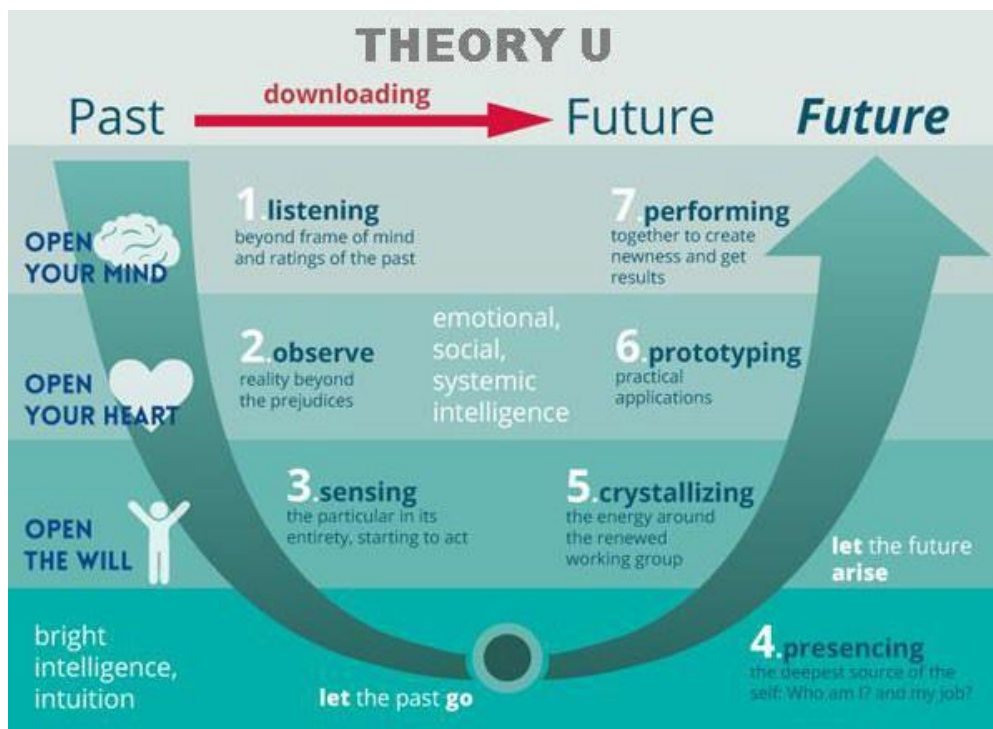 THEORY U
downloading
Past
Future
Future
OPEN
YOUR MIND
1.listening
beyond frame of mind
and ratings of the past
7.performing
together to create
newness and get
results
OPEN
YOUR HEART
2.observe
reality beyond
the prejudices
emotional,
social,
systemic
intelligence
6.prototyping
practical
applications
OPEN
THE WILL
3.sensing
the particular in its
entirety, starting to act
5.crystallizing
the energy around
the renewed
working group
let the future
arise
bright
intelligence,
intuition
let the past go
4.presencing
the deepest source of the
self: Who am I? and my job?